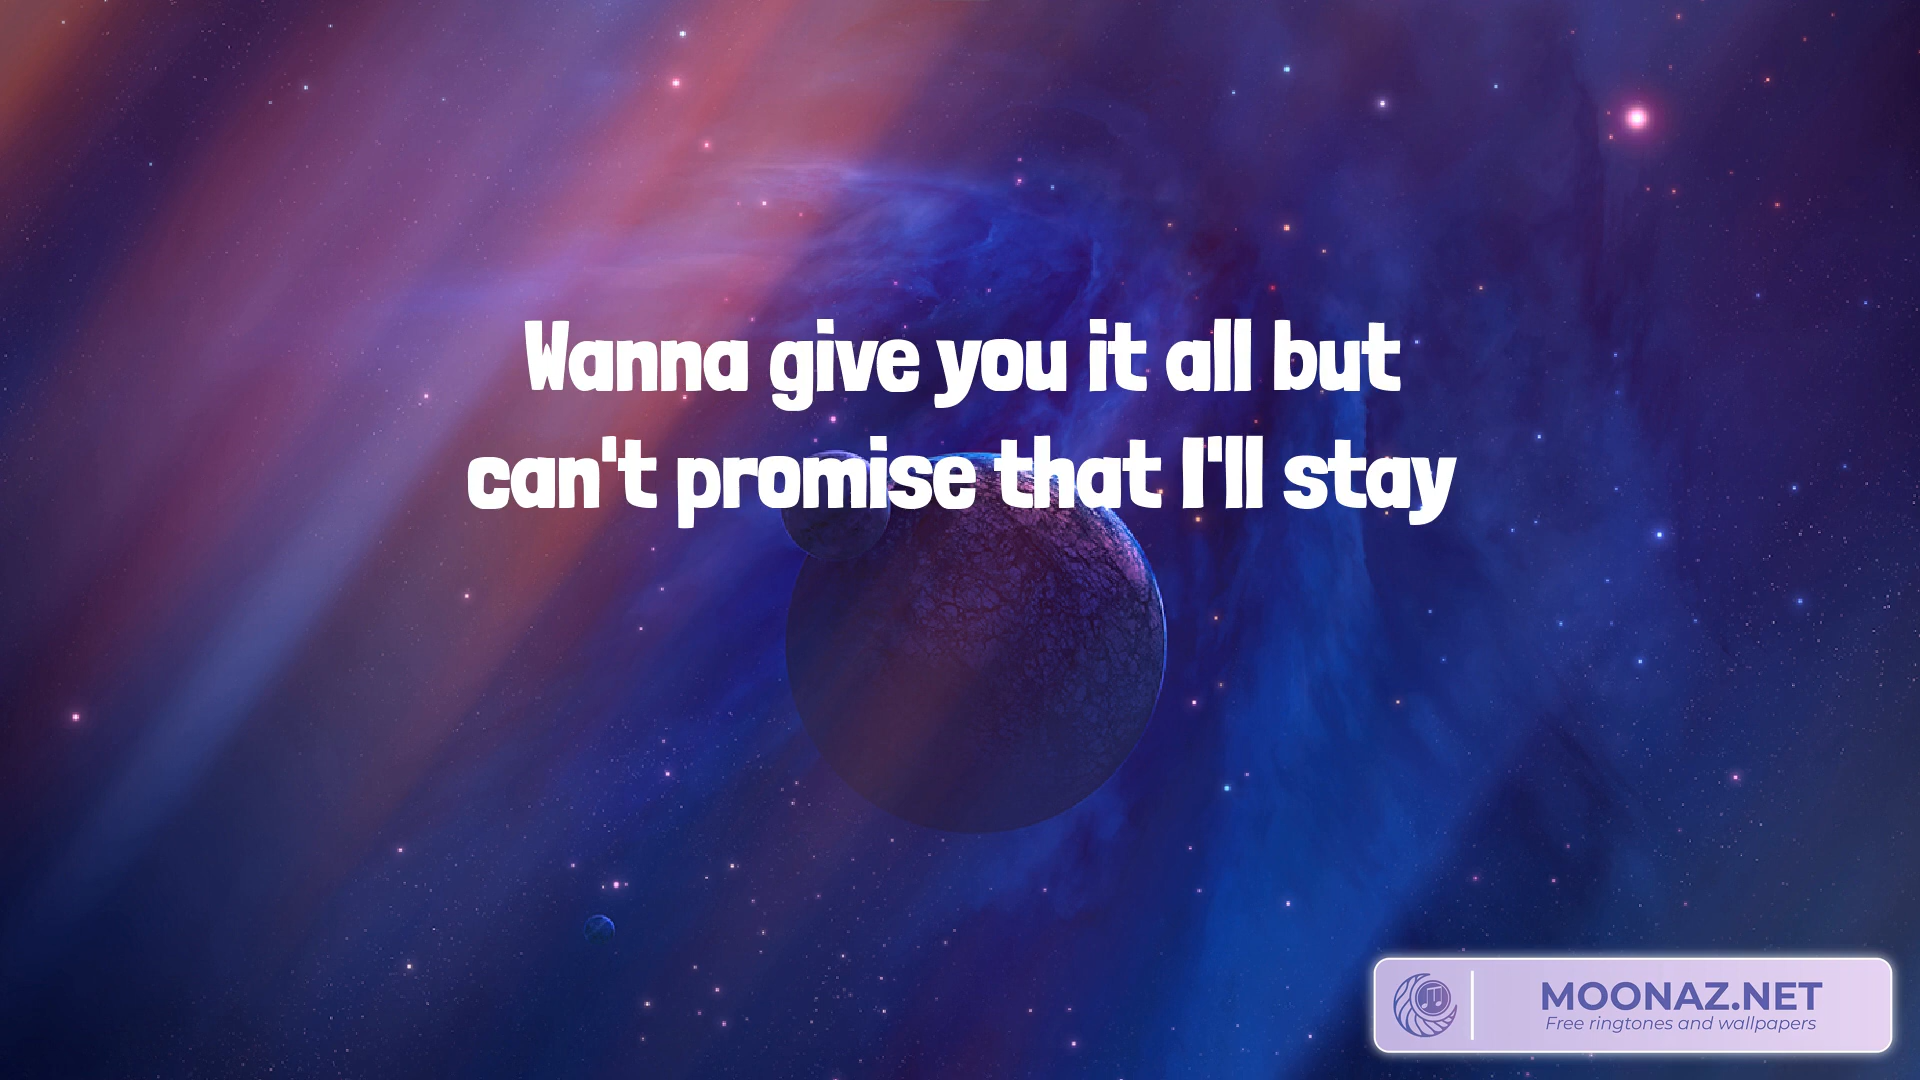 Wanna give you it all but
can't promise that I'll stay
MOONAZ.NET
Free ringtones and wallpapers